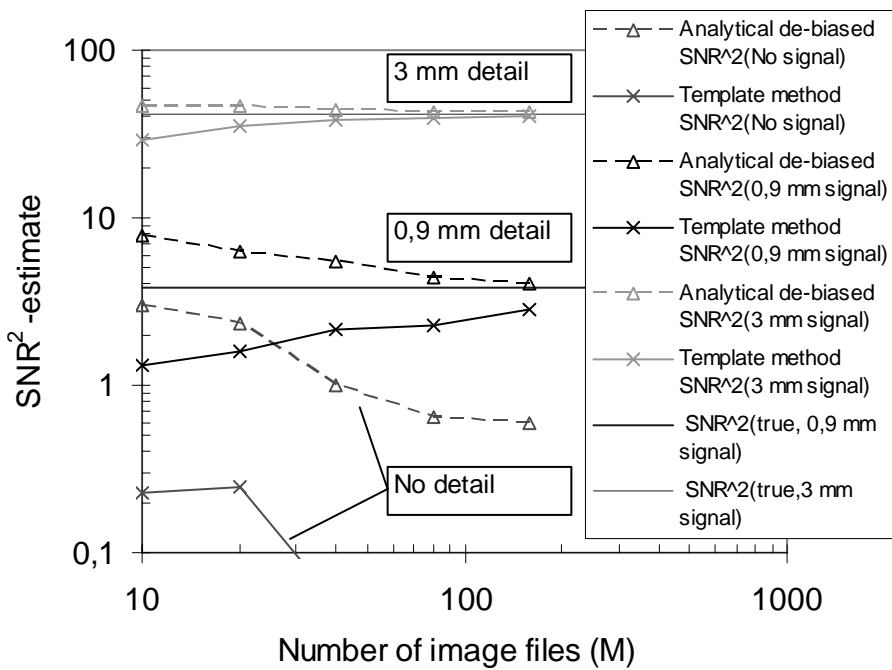 100
10
1
0,1
SNR² -estimate
10
100
1000
Number of image files (M)
3 mm detail
0,9 mm detail
No detail
Analytical de-biased
SNR^2(No signal)
Template method
SNR^2(No signal)
Analytical de-biased
SNR^2(0,9 mm signal)
Template method
SNR^2(0,9 mm signal)
Analytical de-biased
SNR^2(3 mm signal)
Template method
SNR^2(3 mm signal)
SNR^2(true, 0,9 mm
signal)
SNR^2(true,3 mm
signal)